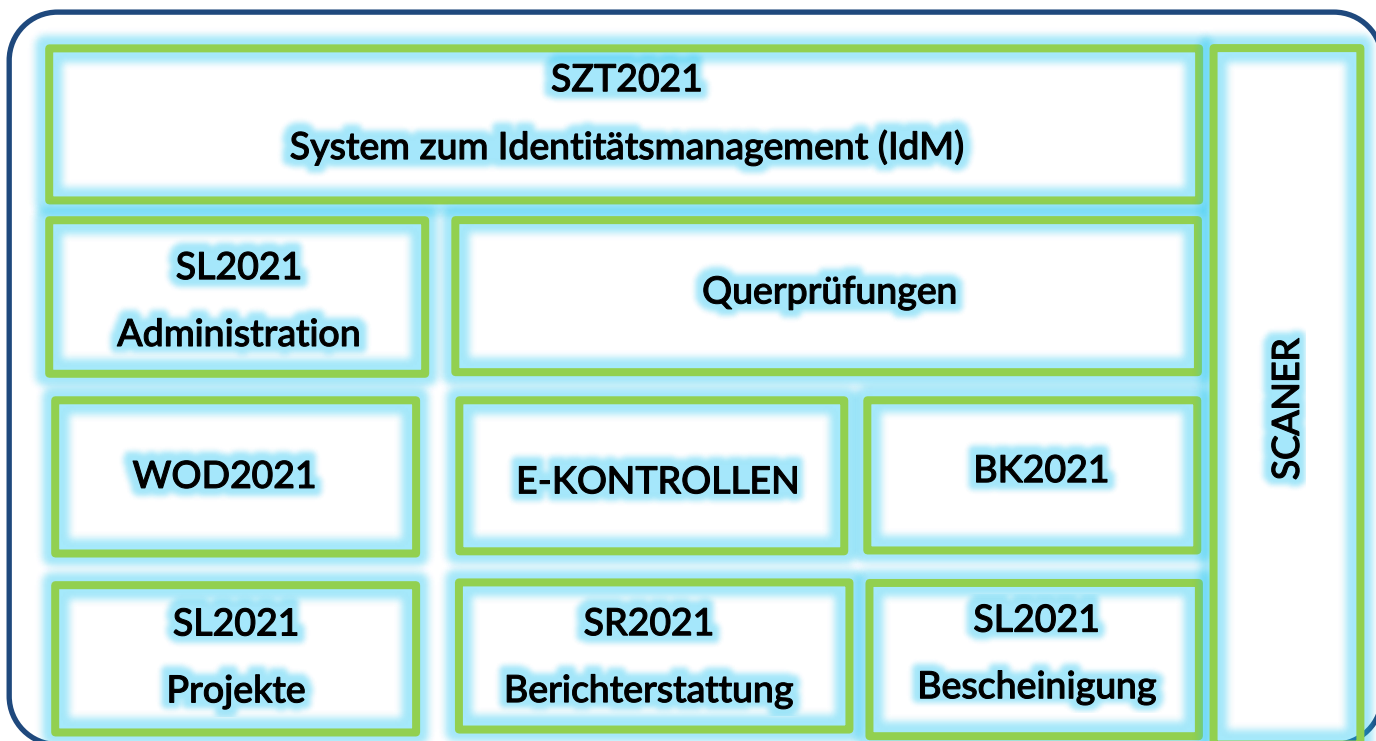 SZT2021
System zum Identitätsmanagement (IdM)
SL2021
Administration
Querprüfungen
WOD2021
E-KONTROLLEN
BK2021
SL2021
Projekte
SR2021
Berichterstattung
SL2021
Bescheinigung
SCANER